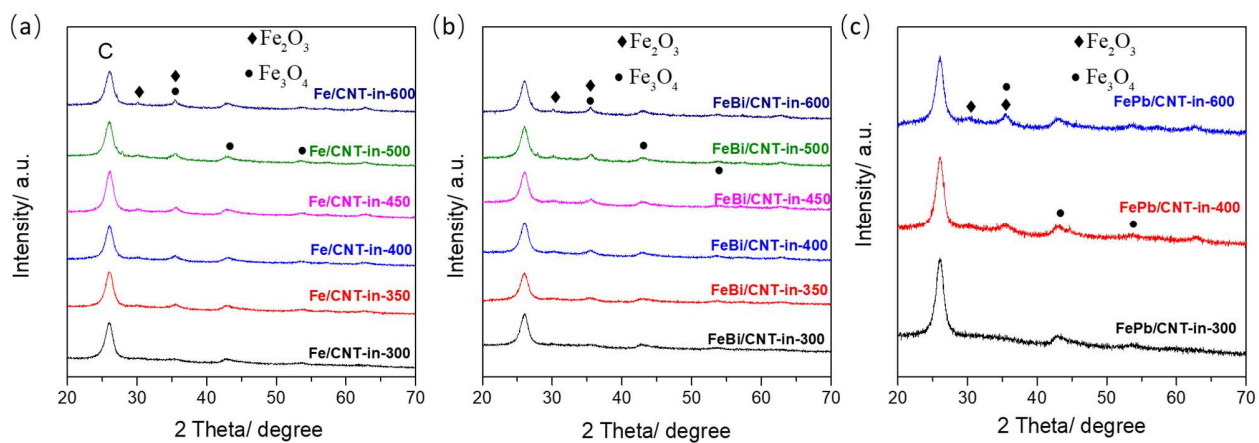 (a)
C
◆Fe₂O₃
● Fe₃O₄
Fe/CNT-in-600
Fe/CNT-in-500
Fe/CNT-in-450
Fe/CNT-in-400
Fe/CNT-in-350
Fe/CNT-in-300
Intensity/ a.u.
20 30 40 50 60 70
2 Theta/ degree
(b)
◆Fe₂O₃
● Fe₃O₄
FeBi/CNT-in-600
FeBi/CNT-in-500
FeBi/CNT-in-450
FeBi/CNT-in-400
FeBi/CNT-in-350
FeBi/CNT-in-300
Intensity/ a.u.
20 30 40 50 60 70
2 Theta/ degree
(c)
◆Fe₂O₃
● Fe₃O₄
FePb/CNT-in-600
FePb/CNT-in-400
FePb/CNT-in-300
Intensity/ a.u.
20 30 40 50 60 70
2 Theta/ degree